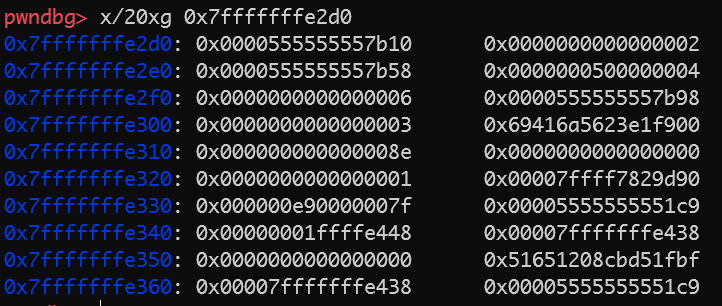 pwndbg> x/20xg 0x7fffffffe2d0
0x7fffffffe2d0: 0x0000555555557b10 0x0000000000000002
0x7fffffffe2e0: 0x0000555555557b58 0x0000000500000004
0x7fffffffe2f0: 0x0000000000000006 0x0000555555557b98
0x7fffffffe300: 0x0000000000000003 0x69416a5623e1f900
0x7fffffffe310: 0x000000000000008e 0x0000000000000000
0x7fffffffe320: 0x0000000000000001 0x00007ffff7829d90
0x7fffffffe330: 0x000000e90000007f 0x00005555555551c9
0x7fffffffe340: 0x00000001ffffe448 0x00007fffffffe438
0x7fffffffe350: 0x0000000000000000 0x51651208cbd51fbf
0x7fffffffe360: 0x00007fffffffe438 0x00005555555551c9